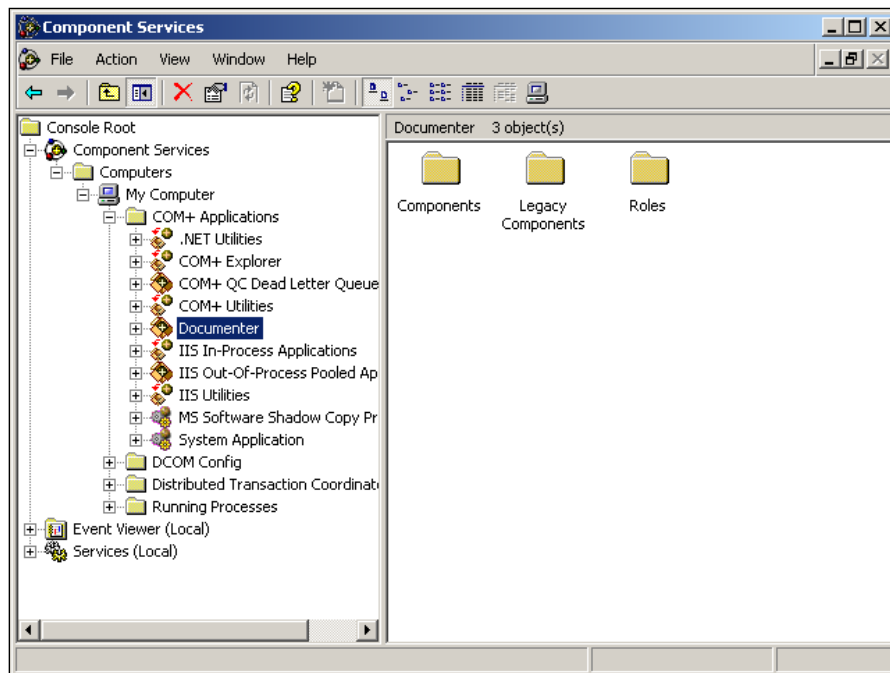 Component Services
File Action View Window Help
Console Root
Component Services
Computers
My Computer
COM+ Applications
.NET Utilities
COM+ Explorer
COM+ QC Dead Letter Queue
COM+ Utilities
Documenter
IIS In-Process Applications
IIS Out-Of-Process Pooled Ap
IIS Utilities
MS Software Shadow Copy Pr
System Application
DCOM Config
Distributed Transaction Coordinat
Running Processes
Event Viewer (Local)
Services (Local)
Documenter 3 object(s)
Components
Legacy
Components
Roles